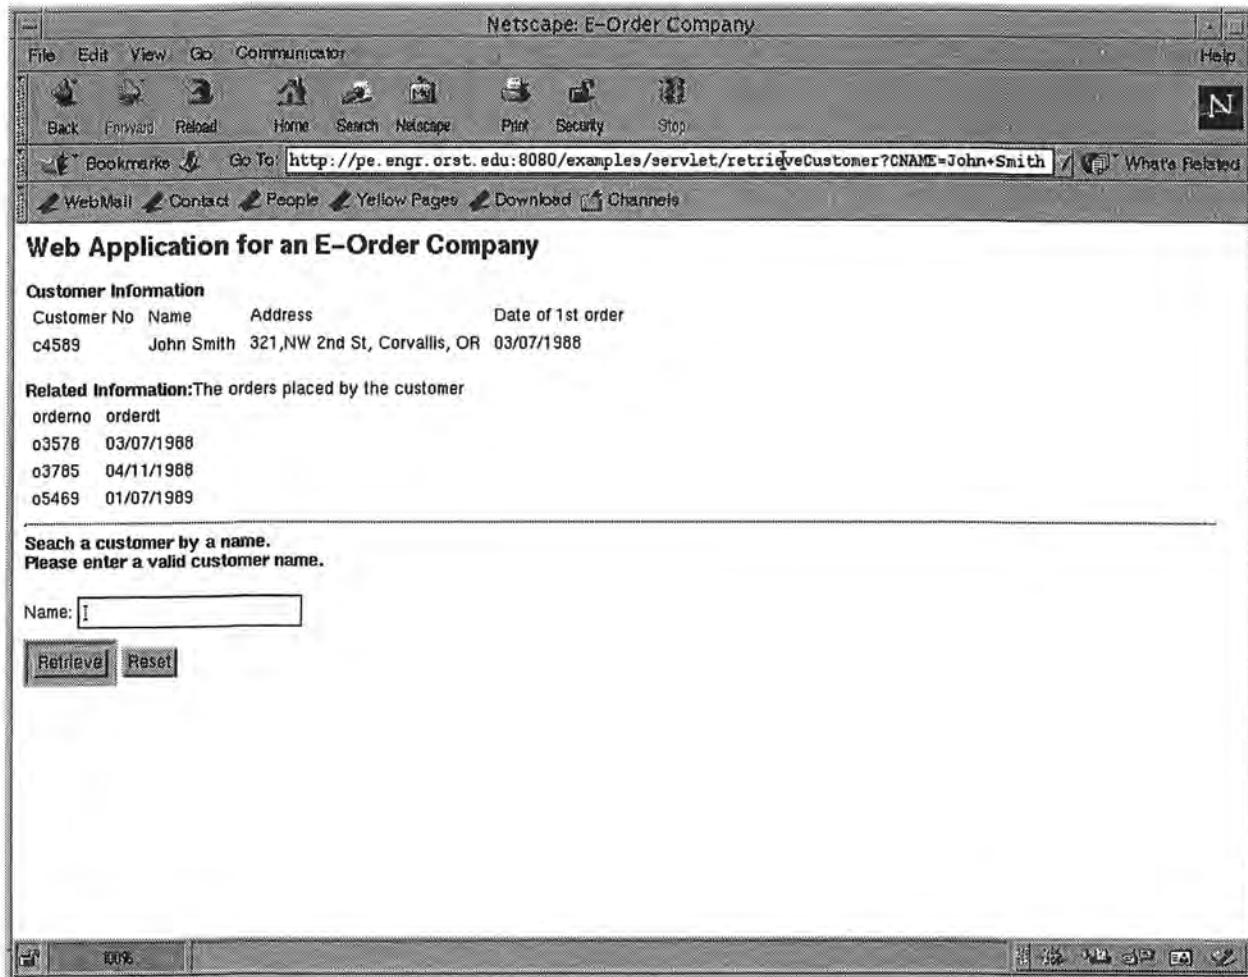 Netscape: E-Order Company
File Edit View Go Communicator Help
Back Forward Reload Home Search Netscape Print Security Stop
N
Bookmarks Go To: http://pe.engr.orst.edu:8080/examples/servlet/retrieveCustomer?CNAME=John+Smith What's Related
WebMail Contact People Yellow Pages Download Channels
Web Application for an E-Order Company
Customer Information
Customer No Name Address Date of 1st order
c4589 John Smith 321,NW 2nd St, Corvallis, OR 03/07/1988
Related Information:The orders placed by the customer
orderno orderdt
o3578 03/07/1988
o3785 04/11/1988
o5469 01/07/1989
Seach a customer by a name.
Please enter a valid customer name.
Name:
Retrieve Reset
100%